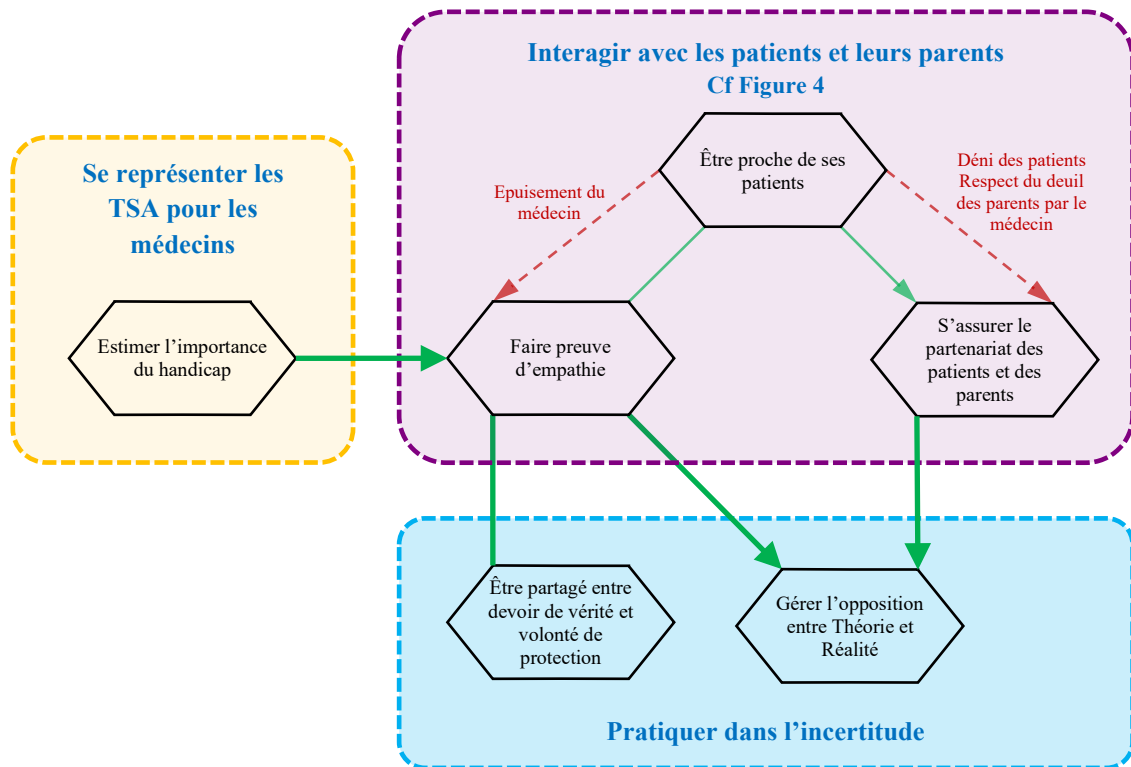 Interagir avec les patients et leurs parents
Cf Figure 4
Être proche de ses
patients
Epuisement du
médecin
Déni des patients
Respect du deuil
des parents par le
médecin
Se représenter les
TSA pour les
médecins
Estimer l’importance
du handicap
Faire preuve
d’empathie
S’assurer le
partenariat des
patients et des
parents
Être partagé entre
devoir de vérité et
volonté de
protection
Gérer l’opposition
entre Théorie et
Réalité
Pratiquer dans l’incertitude